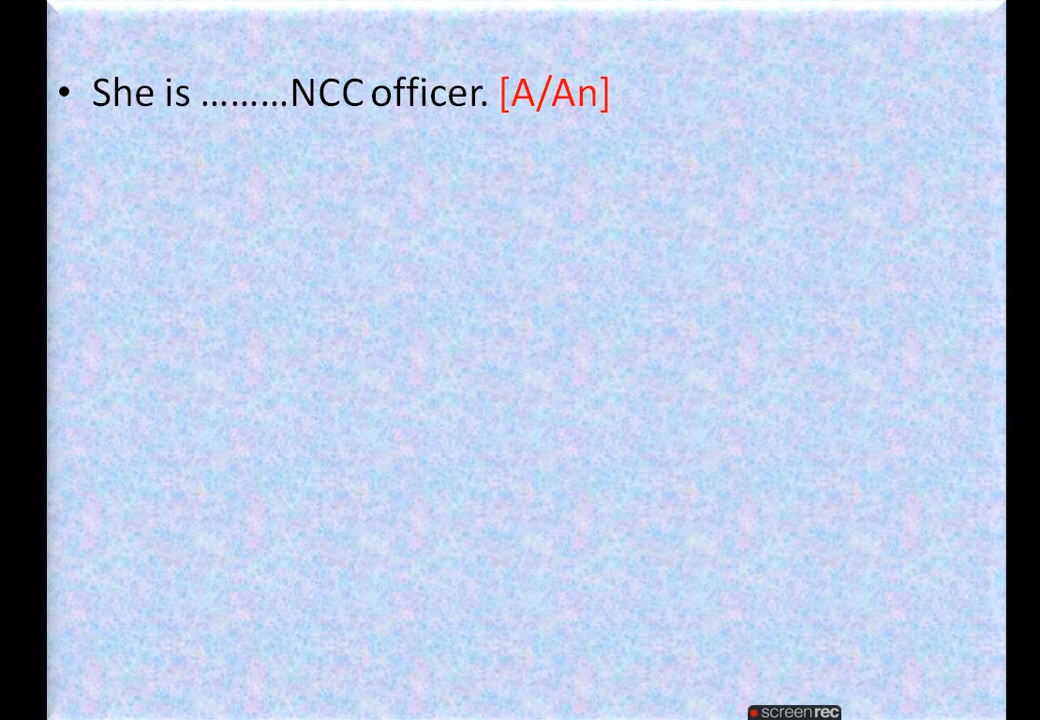 • She is ………NCC officer. [A/An]
screenrec